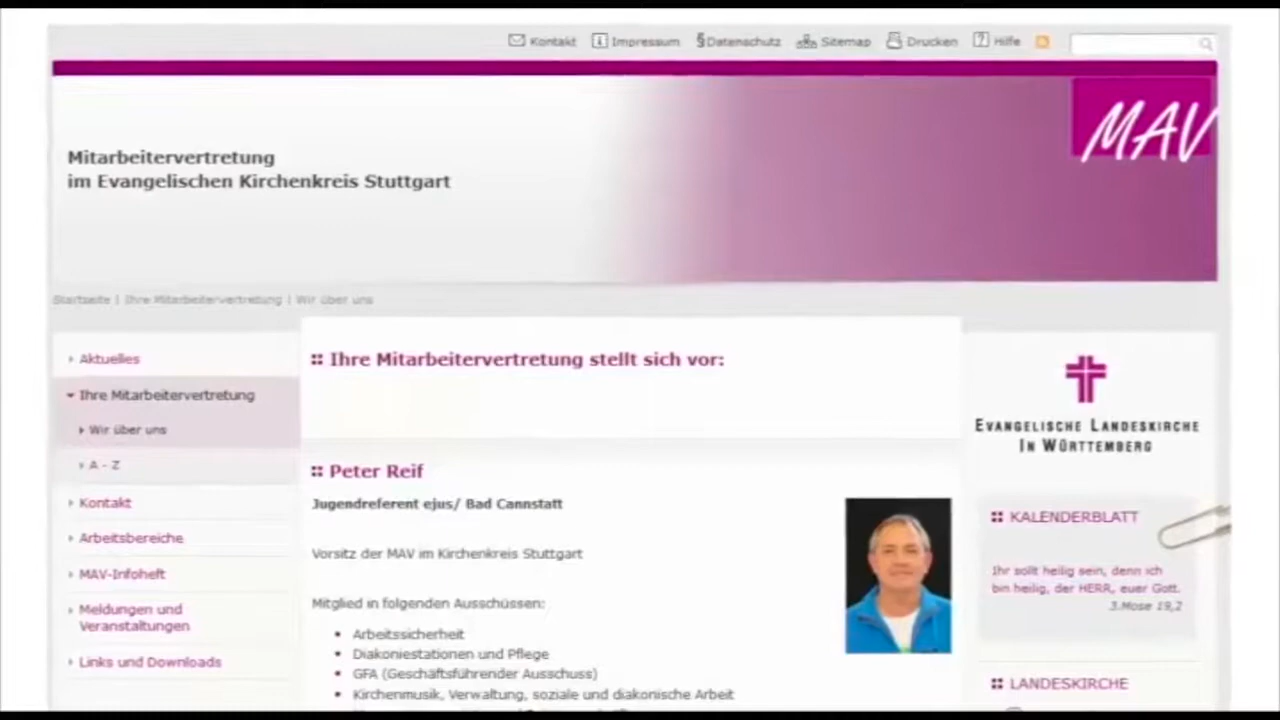 Kontakt Impressum §Datenschutz Sitemap Drucken Hilfe
MAV
Mitarbeitervertretung
im Evangelischen Kirchenkreis Stuttgart
Startseite | Ihre Mitarbeitervertretung | Wir über uns
Aktuelles
Ihre Mitarbeitervertretung
Wir über uns
A - Z
Kontakt
Arbeitsbereiche
MAV-Infoheft
Meldungen und
Veranstaltungen
Links und Downloads
Ihre Mitarbeitervertretung stellt sich vor:
Peter Reif
Jugendreferent ejus/ Bad Cannstatt
Vorsitz der MAV im Kirchenkreis Stuttgart
Mitglied in folgenden Ausschüssen:
• Arbeitssicherheit
• Diakoniestationen und Pflege
• GFA (Geschäftsführender Ausschuss)
• Kirchenmusik, Verwaltung, soziale und diakonische Arbeit
EVANGELISCHE LANDESKIRCHE
IN WÜRTTEMBERG
KALENDERBLATT
Ihr sollt heilig sein, denn ich
bin heilig, der HERR, euer Gott.
3.Mose 19,2
LANDESKIRCHE